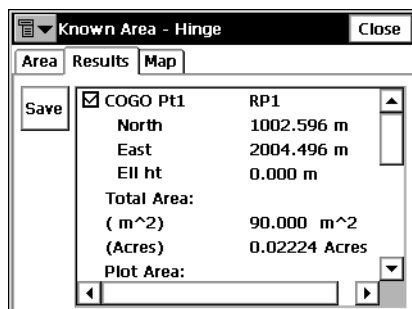 Known Area - Hinge Close
Area Results Map
Save
COGO Pt1 RP1
North 1002.596 m
East 2004.496 m
Ell ht 0.000 m
Total Area:
( m^2) 90.000 m^2
(Acres) 0.02224 Acres
Plot Area: